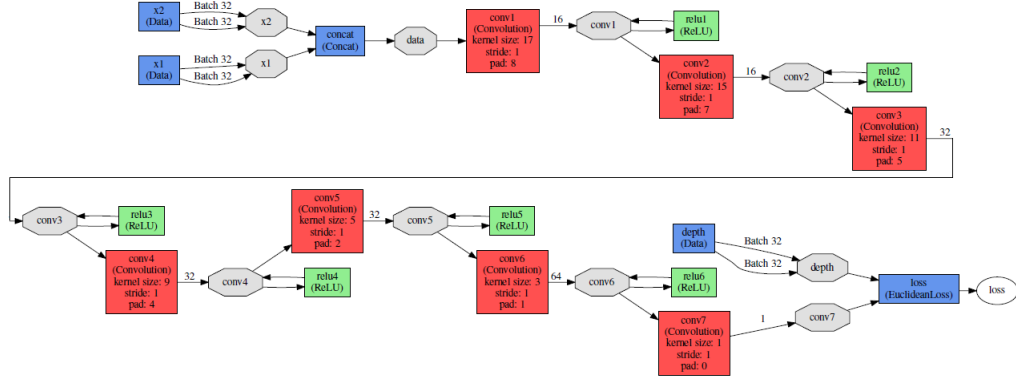 x2
(Data)
Batch 32
Batch 32
x2
x1
(Data)
Batch 32
Batch 32
x1
concat
(Concat)
data
conv1
(Convolution)
kernel size: 17
stride: 1
pad: 8
16
conv1
relu1
(ReLU)
conv2
(Convolution)
kernel size: 15
stride: 1
pad: 7
16
conv2
relu2
(ReLU)
conv3
(Convolution)
kernel size: 11
stride: 1
pad: 5
32
conv3
relu3
(ReLU)
conv4
(Convolution)
kernel size: 9
stride: 1
pad: 4
32
conv4
relu4
(ReLU)
conv5
(Convolution)
kernel size: 5
stride: 1
pad: 2
32
conv5
relu5
(ReLU)
conv6
(Convolution)
kernel size: 3
stride: 1
pad: 1
64
conv6
relu6
(ReLU)
conv7
(Convolution)
kernel size: 1
stride: 1
pad: 0
1
conv7
depth
(Data)
Batch 32
Batch 32
depth
loss
(EuclideanLoss)
loss